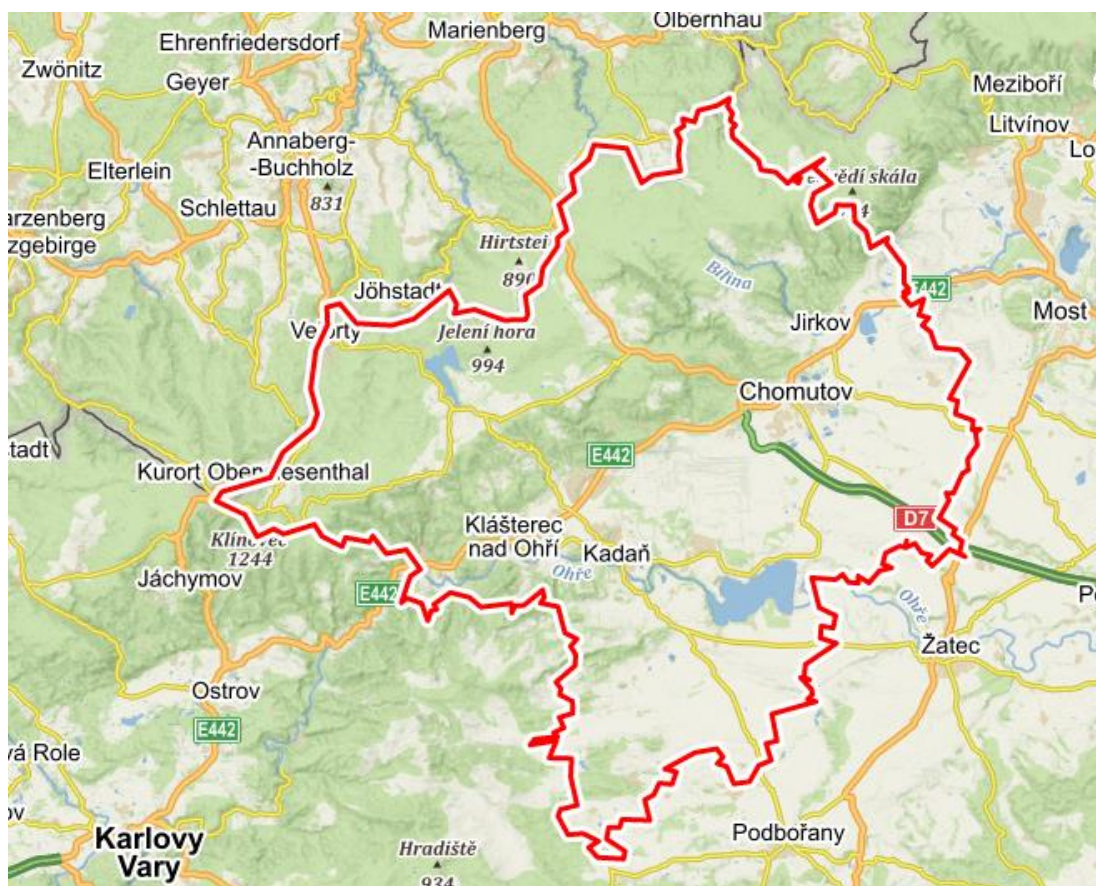 Olbernhau
Marienberg
Ehrenfriedersdorf
Zwönitz
Geyer
Meziboří
Litvínov
Annaberg-
-Buchholz
831
Elterlein
Schlettau
Hirtstei
890
Jöhstadt
Bílina
E442
Jirkov
Most
Jelení hora
994
Chomutov
E442
Kurort
D7
Klášterec
nad Ohří
Kadaň
Ohře
1244
Jáchymov
E442
Ohře
Žatec
Ostrov
E442
Karlovy
Vary
Hradiště
934
Podbořany